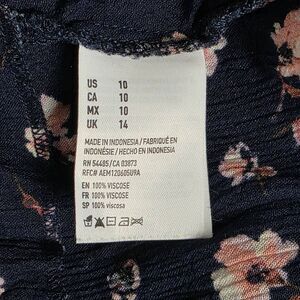 US 10
CA 10
MX 10
UK 14
MADE IN INDONESIA / FABRIQUÉ EN
INDONÉSIE / HECHO EN INDONESIA
RN 54485 / CA 03873
RFC# AEM120605U9A
EN 100% VISCOSE
FR 100% VISCOSE
SP 100% viscosa